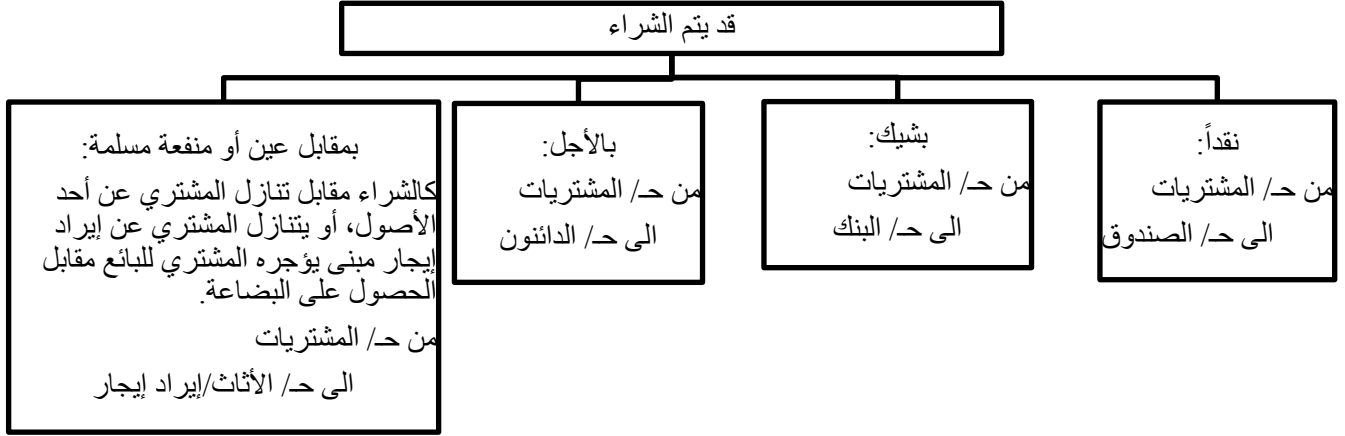 قد يتم الشراء
نقداً:
من حـ/ المشتريات
الى حـ/ الصندوق
بشيك:
من حـ/ المشتريات
الى حـ/ البنك
بالأجل:
من حـ/ المشتريات
الى حـ/ الدائنون
بمقابل عين أو منفعة مسلمة:
كالشراء مقابل تنازل المشتري عن أحد
الأصول، أو يتنازل المشتري عن إيراد
إيجار مبنى يؤجره المشتري للبائع مقابل
الحصول على البضاعة.
من حـ/ المشتريات
الى حـ/ الأثاث/إيراد إيجار